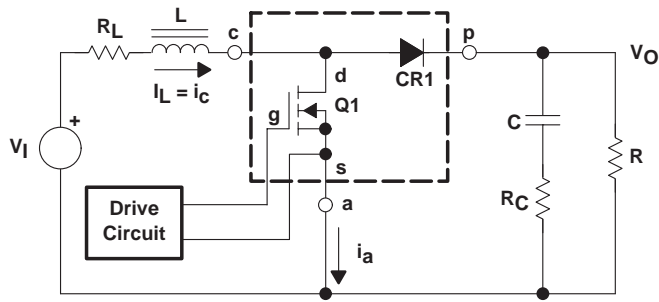 R_L
L
c
p
V_O
d
CR1
I_L = i_c
g
Q1
C
+
V_I
R
s
R_C
Drive
Circuit
a
i_a